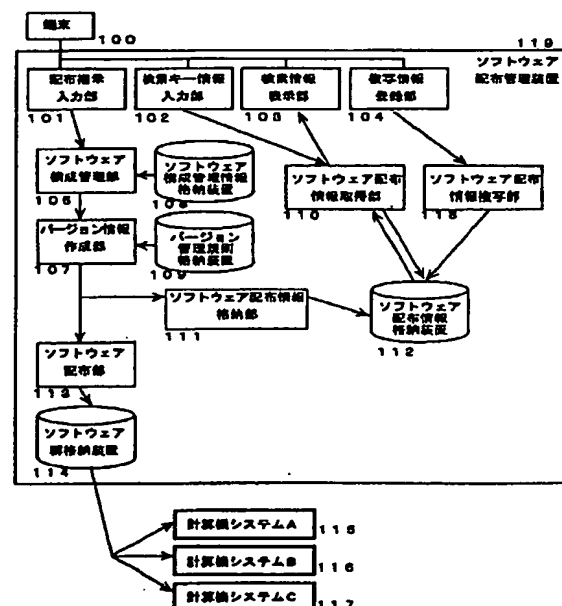 端末
100
119
ソフトウェア
配布管理装置
配布指示
入力部
101
検索キー情報
入力部
102
検索情報
表示部
103
複写情報
登録部
104
ソフトウェア
構成管理部
106
ソフトウェア
構成管理情報
格納装置
108
ソフトウェア配布
情報取得部
110
ソフトウェア配布
情報複写部
118
バージョン情報
作成部
107
バージョン
管理規則
格納装置
109
ソフトウェア配布情報
格納部
111
ソフトウェア
配布情報
格納装置
112
ソフトウェア
配布部
113
ソフトウェア
群格納装置
114
計算機システムA
115
計算機システムB
116
計算機システムC
117